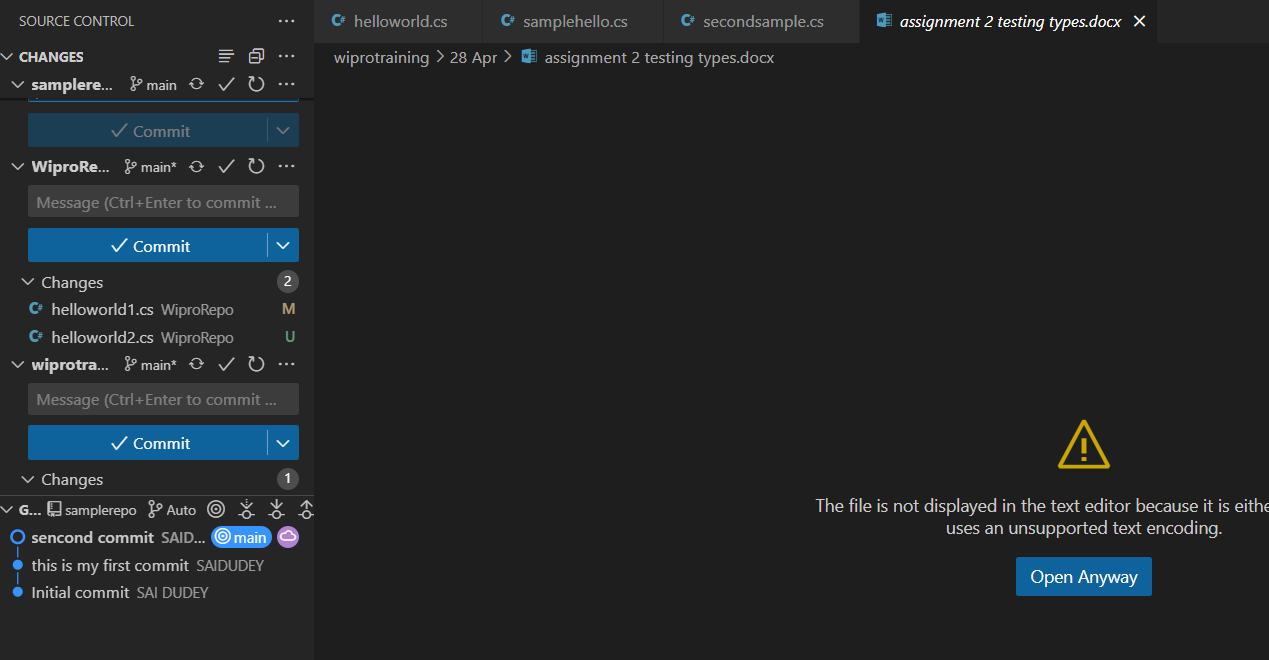 SOURCE CONTROL
CHANGES
samplere... main
Commit
WiproRe... main*
Message (Ctrl+Enter to commit ...
Commit
Changes 2
helloworld1.cs WiproRepo M
helloworld2.cs WiproRepo U
wiprotra... main*
Message (Ctrl+Enter to commit ...
Commit
Changes 1
G... samplerepo Auto
sencond commit SAID... main
this is my first commit SAIDUDEY
Initial commit SAI DUDEY
helloworld.cs samplehello.cs secondsample.cs assignment 2 testing types.docx
wiprotraining > 28 Apr > assignment 2 testing types.docx
The file is not displayed in the text editor because it is eithe
uses an unsupported text encoding.
Open Anyway